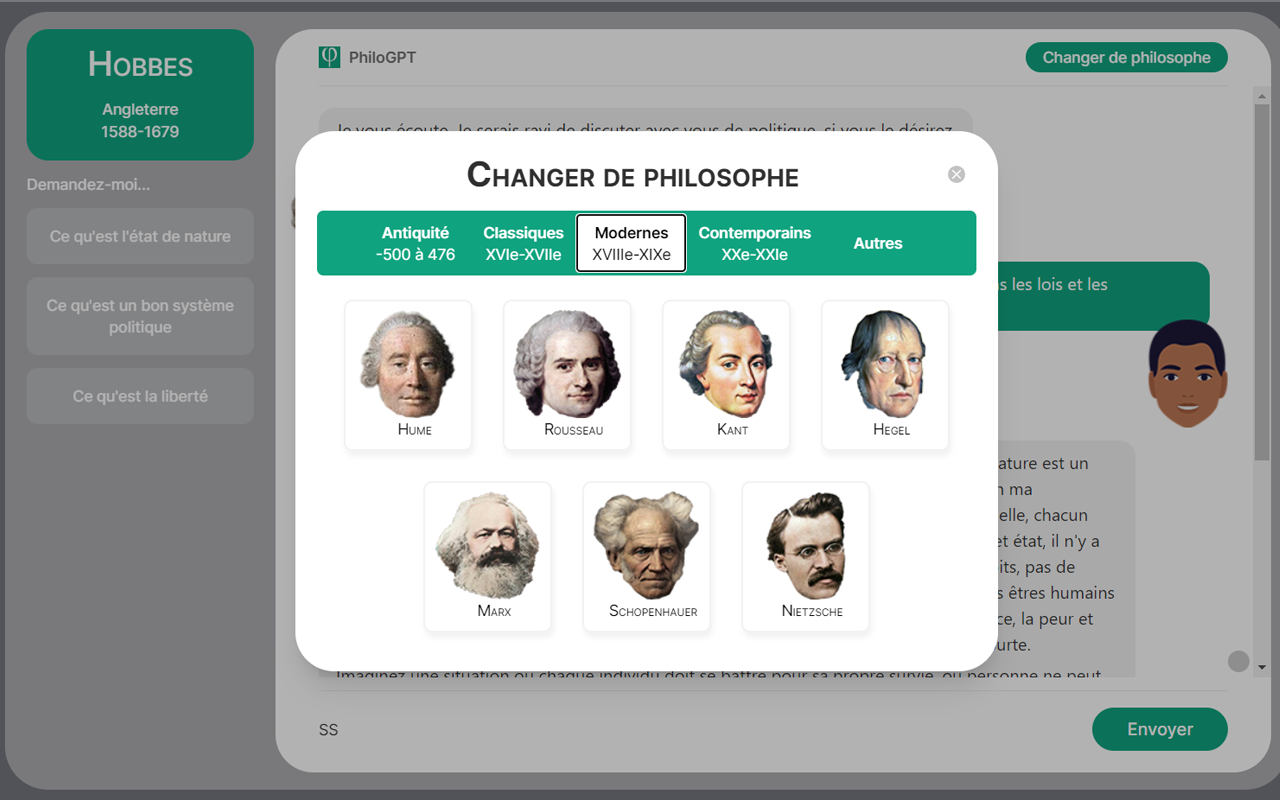 HOBBES
Angleterre
1588-1679
Demandez-moi...
Ce qu'est l'état de nature
Ce qu'est un bon système
politique
Ce qu'est la liberté
PhiloGPT
Changer de philosophe
Je vous écoute. Je serais ravi de discuter avec vous de politique, si vous le désirez.
s les lois et les
CHANGER DE PHILOSOPHE
Antiquité
-500 à 476
Classiques
XVIe-XVIIe
Modernes
XVIIIe-XIXe
Contemporains
XXe-XXIe
Autres
HUME
ROUSSEAU
KANT
HEGEL
MARX
SCHOPENHAUER
NIETZSCHE
ature est un
n ma
elle, chacun
et état, il n'y a
its, pas de
s êtres humains
ce, la peur et
urte.
Imaginez une situation où chaque individu doit se battre pour sa propre survie, où personne ne peut
SS
Envoyer